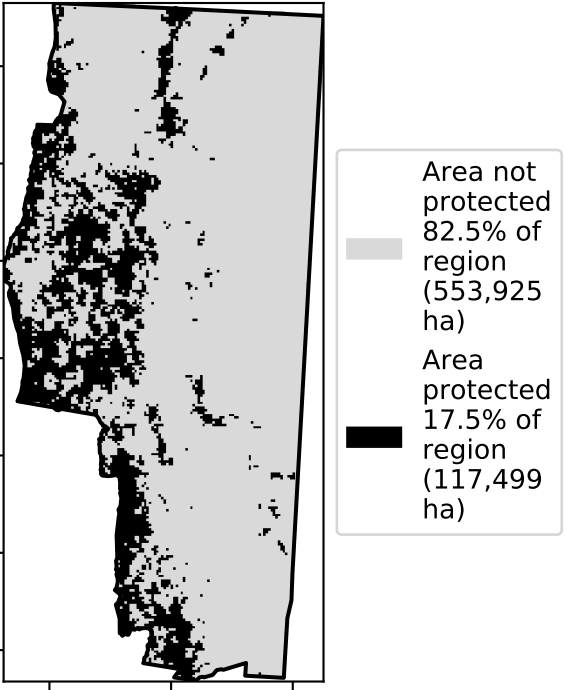 Area not
protected
82.5% of
region
(553,925
ha)
Area
protected
17.5% of
region
(117,499
ha)